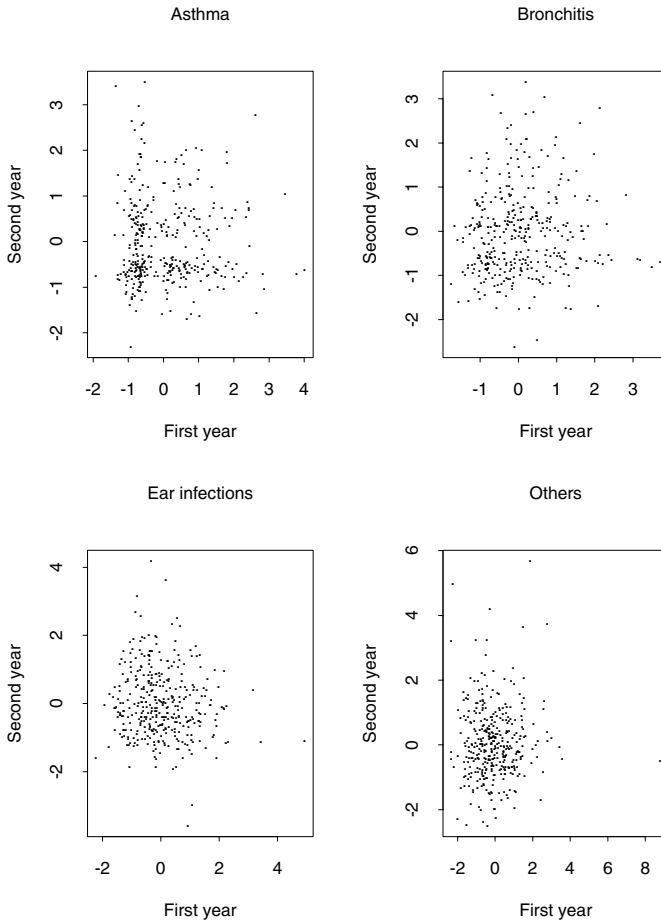 Asthma
Second year
3
2
1
0
-1
-2
-2 -1 0 1 2 3 4
First year
Bronchitis
Second year
3
2
1
0
-1
-2
-1 0 1 2 3
First year
Ear infections
Second year
4
2
0
-2
-2 0 2 4
First year
Others
Second year
6
4
2
0
-2
-2 0 2 4 6 8
First year